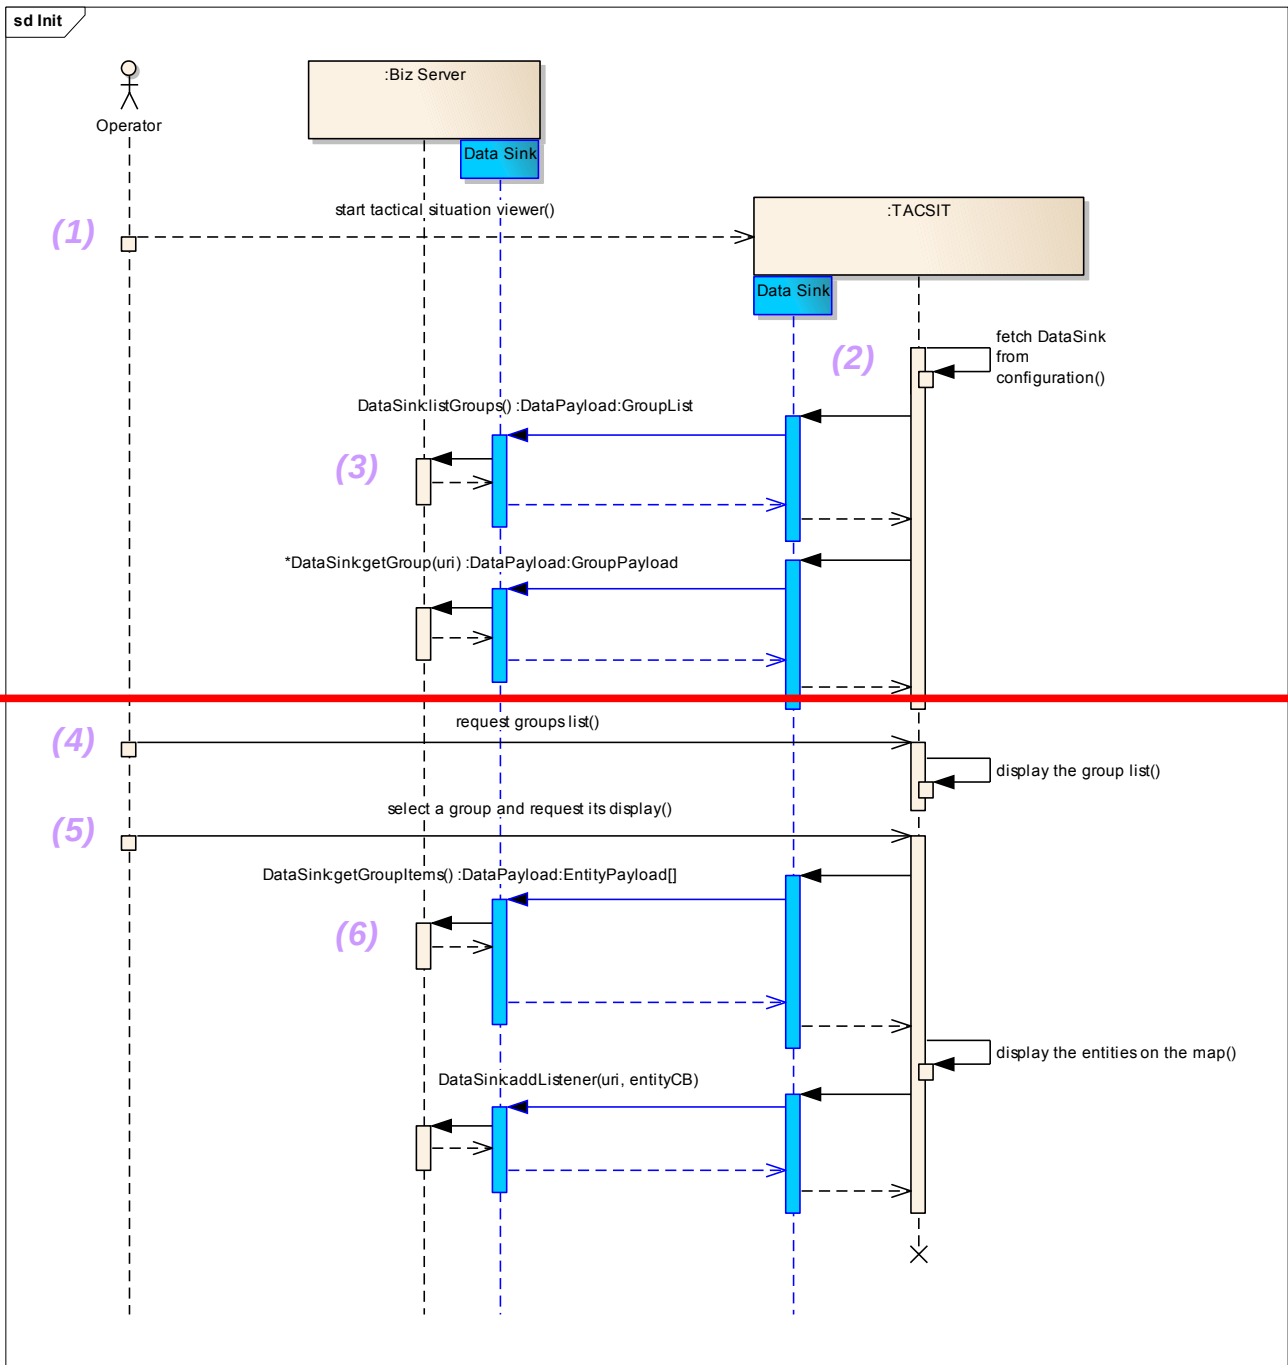 sd Init
:Biz Server
Operator
Data Sink
start tactical situation viewer()
:TACSIT
(1)
Data Sink
fetch DataSink
from
configuration()
(2)
DataSink:listGroups() :DataPayload:GroupList
(3)
*DataSink:getGroup(uri) :DataPayload:GroupPayload
request groups list()
(4)
display the group list()
select a group and request its display()
(5)
DataSink:getGroupItems() :DataPayload:EntityPayload[]
(6)
display the entities on the map()
DataSink:addListener(uri, entityCB)